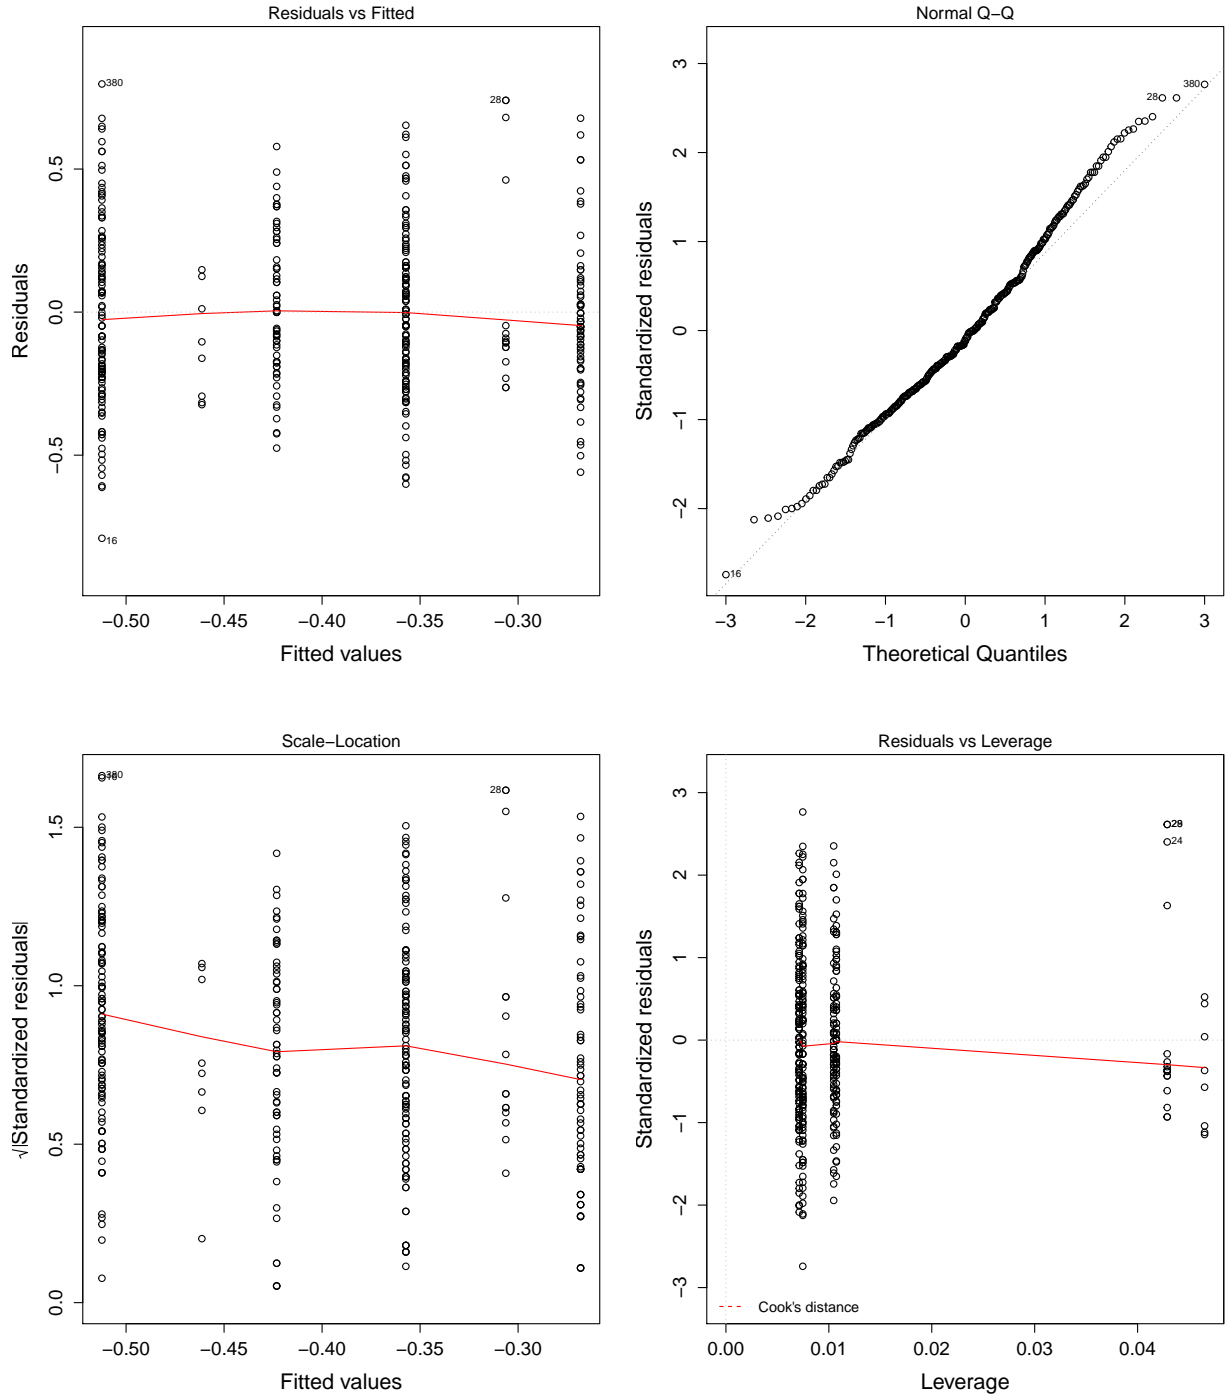 Residuals vs Fitted
380
28
16
0.5
0.0
−0.5
Residuals
−0.50 −0.45 −0.40 −0.35 −0.30
Fitted values
Normal Q−Q
380
28
16
3
2
1
0
−1
−2
Standardized residuals
−3 −2 −1 0 1 2 3
Theoretical Quantiles
Scale−Location
380
28
1.5
1.0
0.5
0.0
√|Standardized residuals|
−0.50 −0.45 −0.40 −0.35 −0.30
Fitted values
Residuals vs Leverage
24
3
2
1
0
−1
−2
−3
Standardized residuals
Cook's distance
0.00 0.01 0.02 0.03 0.04
Leverage